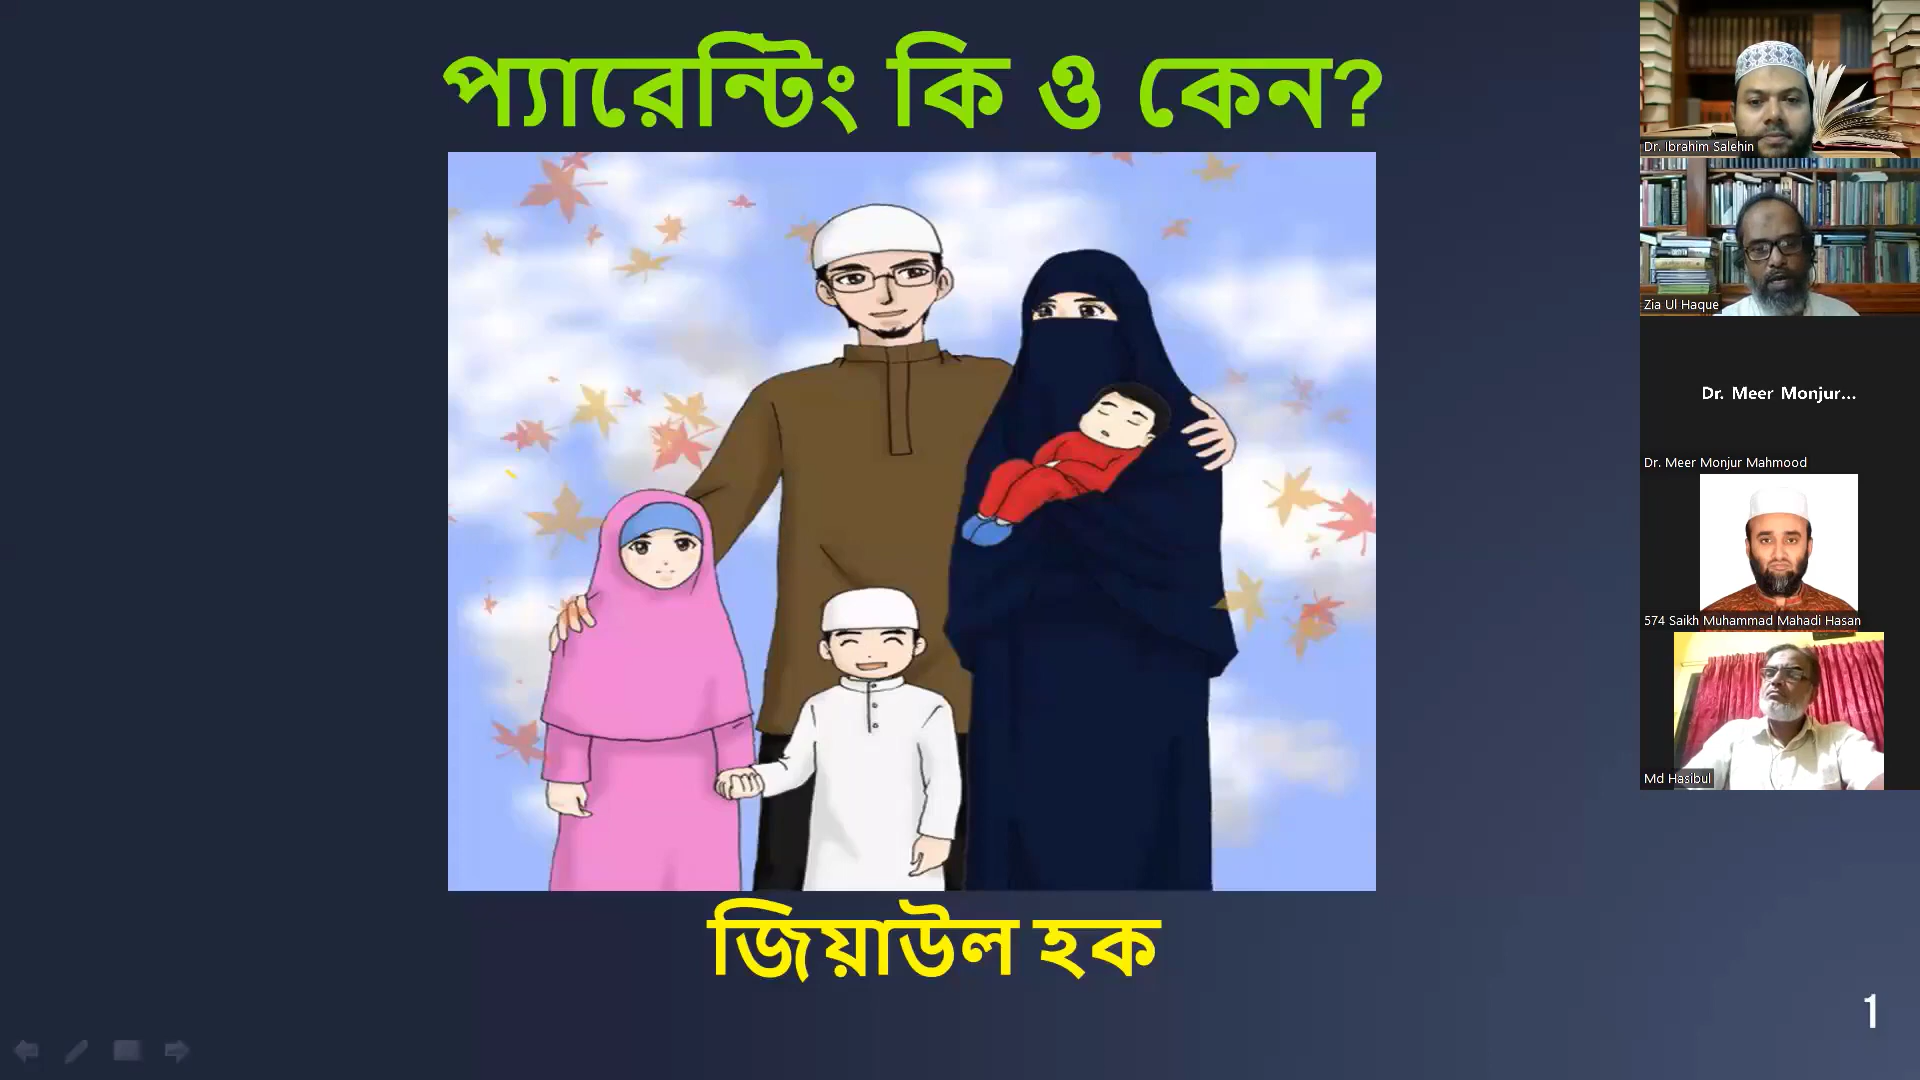 প্যারেন্টিং কি ও কেন?
জিয়াউল হক
1
Dr. Ibrahim Salehin
Zia Ul Haque
Dr. Meer Monjur...
Dr. Meer Monjur Mahmood
574 Saikh Muhammad Mahadi Hasan
Md Hasibul